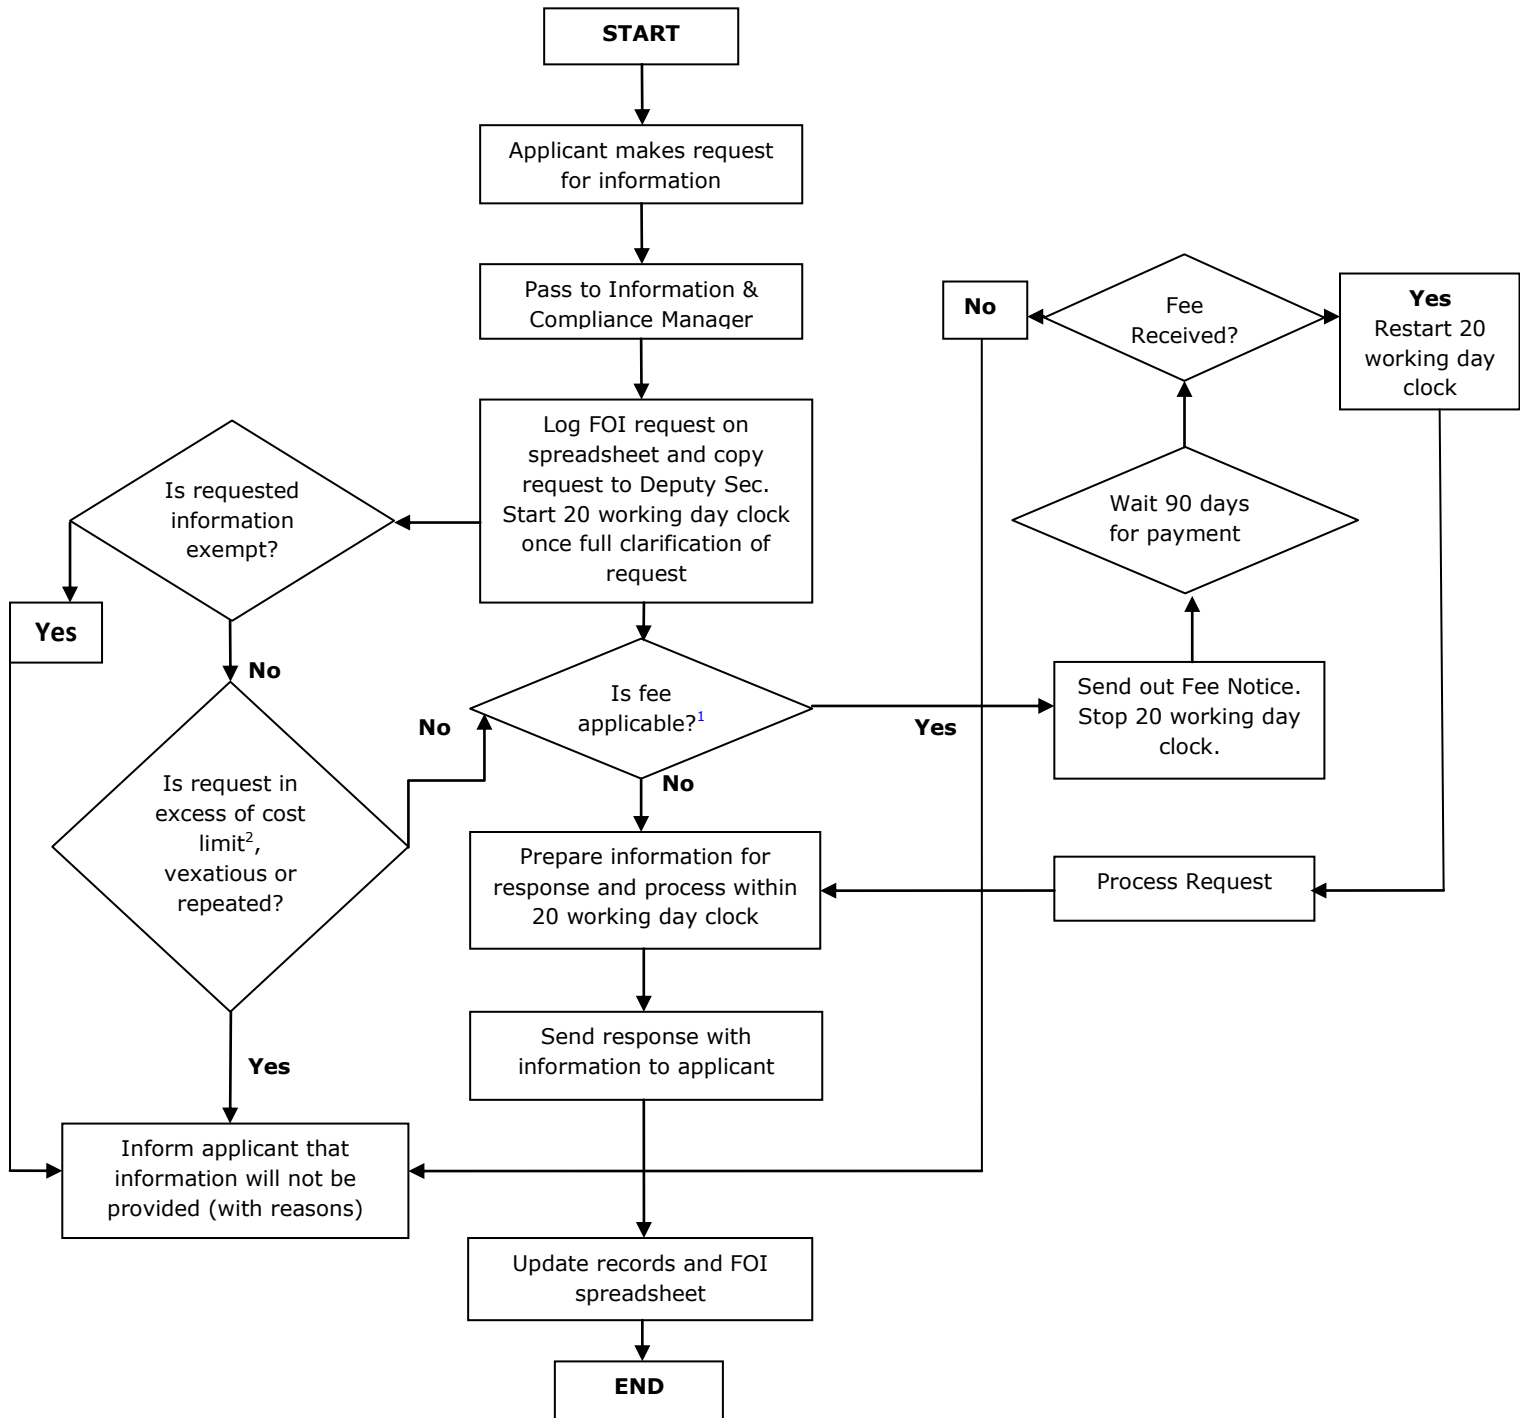 START
Applicant makes request
for information
Pass to Information &
Compliance Manager
No
Fee
Received?
Yes
Restart 20
working day
clock
Log FOI request on
spreadsheet and copy
request to Deputy Sec.
Start 20 working day clock
once full clarification of
request
Is requested
information
exempt?
Wait 90 days
for payment
Yes
No
Is fee
applicable?¹
No
Yes
No
Send out Fee Notice.
Stop 20 working day
clock.
Is request in
excess of cost
limit²,
vexatious or
repeated?
Prepare information for
response and process within
20 working day clock
Process Request
Send response with
information to applicant
Yes
Inform applicant that
information will not be
provided (with reasons)
Update records and FOI
spreadsheet
END